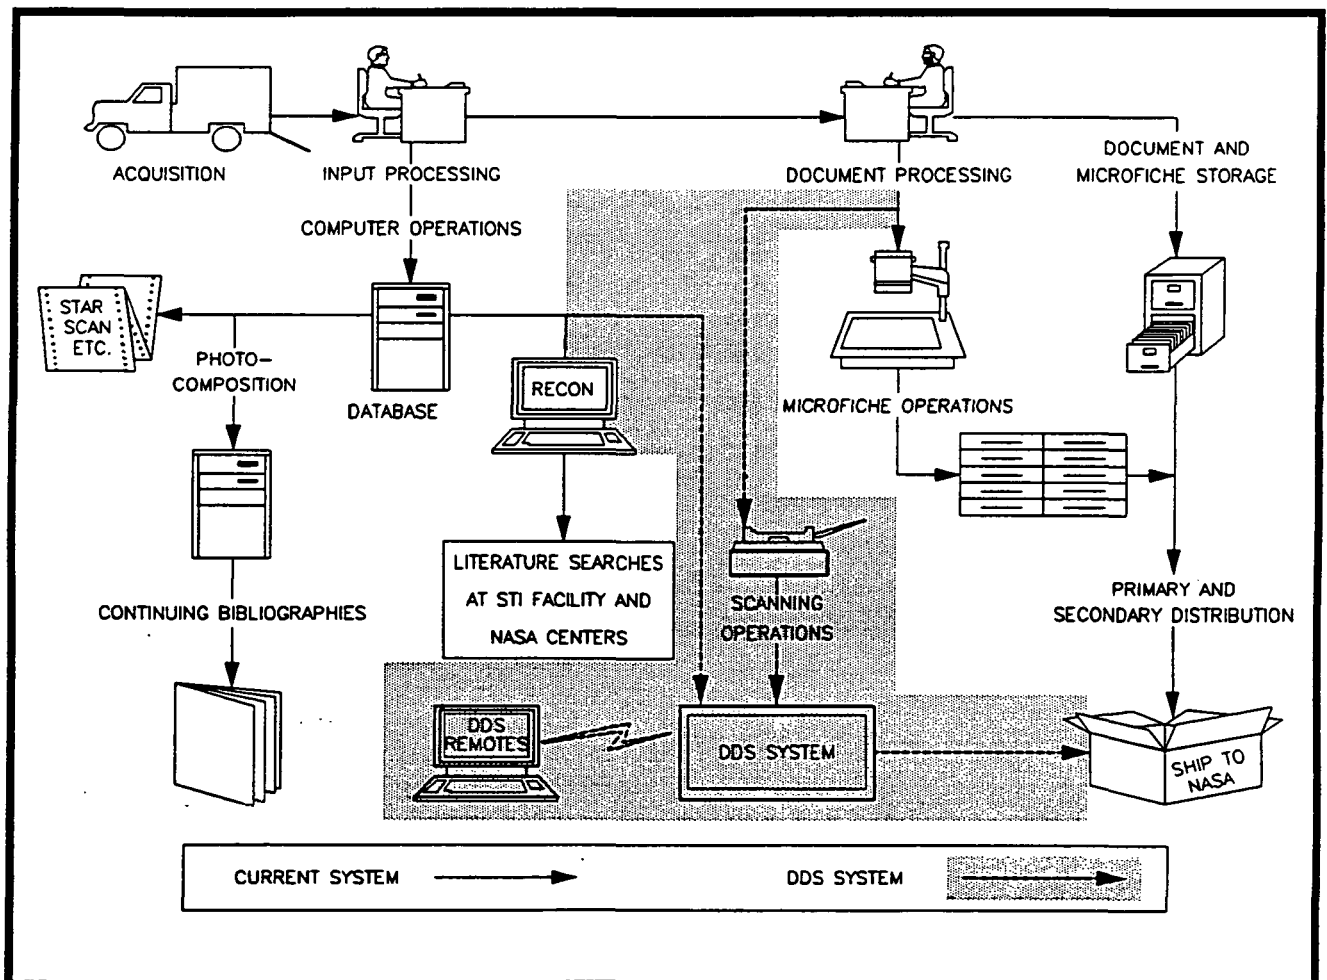 ACQUISITION
INPUT PROCESSING
DOCUMENT PROCESSING
DOCUMENT AND
MICROFICHE STORAGE
COMPUTER OPERATIONS
STAR
SCAN
ETC.
PHOTO-
COMPOSITION
DATABASE
RECON
MICROFICHE OPERATIONS
LITERATURE SEARCHES
AT STI FACILITY AND
NASA CENTERS
SCANNING
OPERATIONS
PRIMARY AND
SECONDARY DISTRIBUTION
CONTINUING BIBLIOGRAPHIES
DDS
REMOTES
DDS SYSTEM
SHIP TO
NASA
CURRENT SYSTEM
DDS SYSTEM